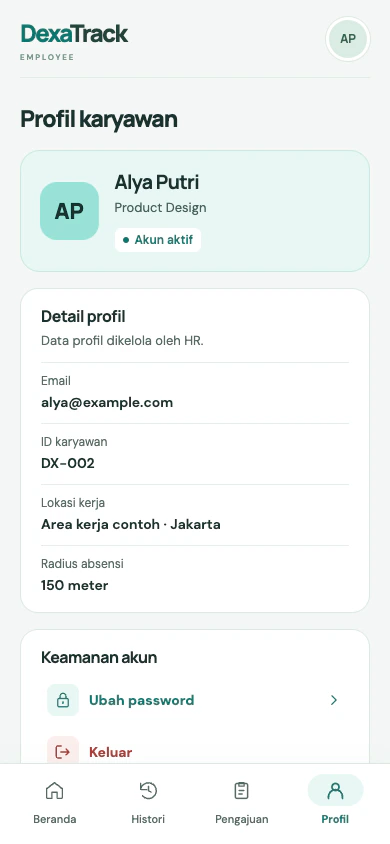 DexaTrack
EMPLOYEE
AP
Profil karyawan
AP
Alya Putri
Product Design
Akun aktif
Detail profil
Data profil dikelola oleh HR.
Email
alya@example.com
ID karyawan
DX-002
Lokasi kerja
Area kerja contoh · Jakarta
Radius absensi
150 meter
Keamanan akun
Ubah password
Keluar
Beranda
Histori
Pengajuan
Profil